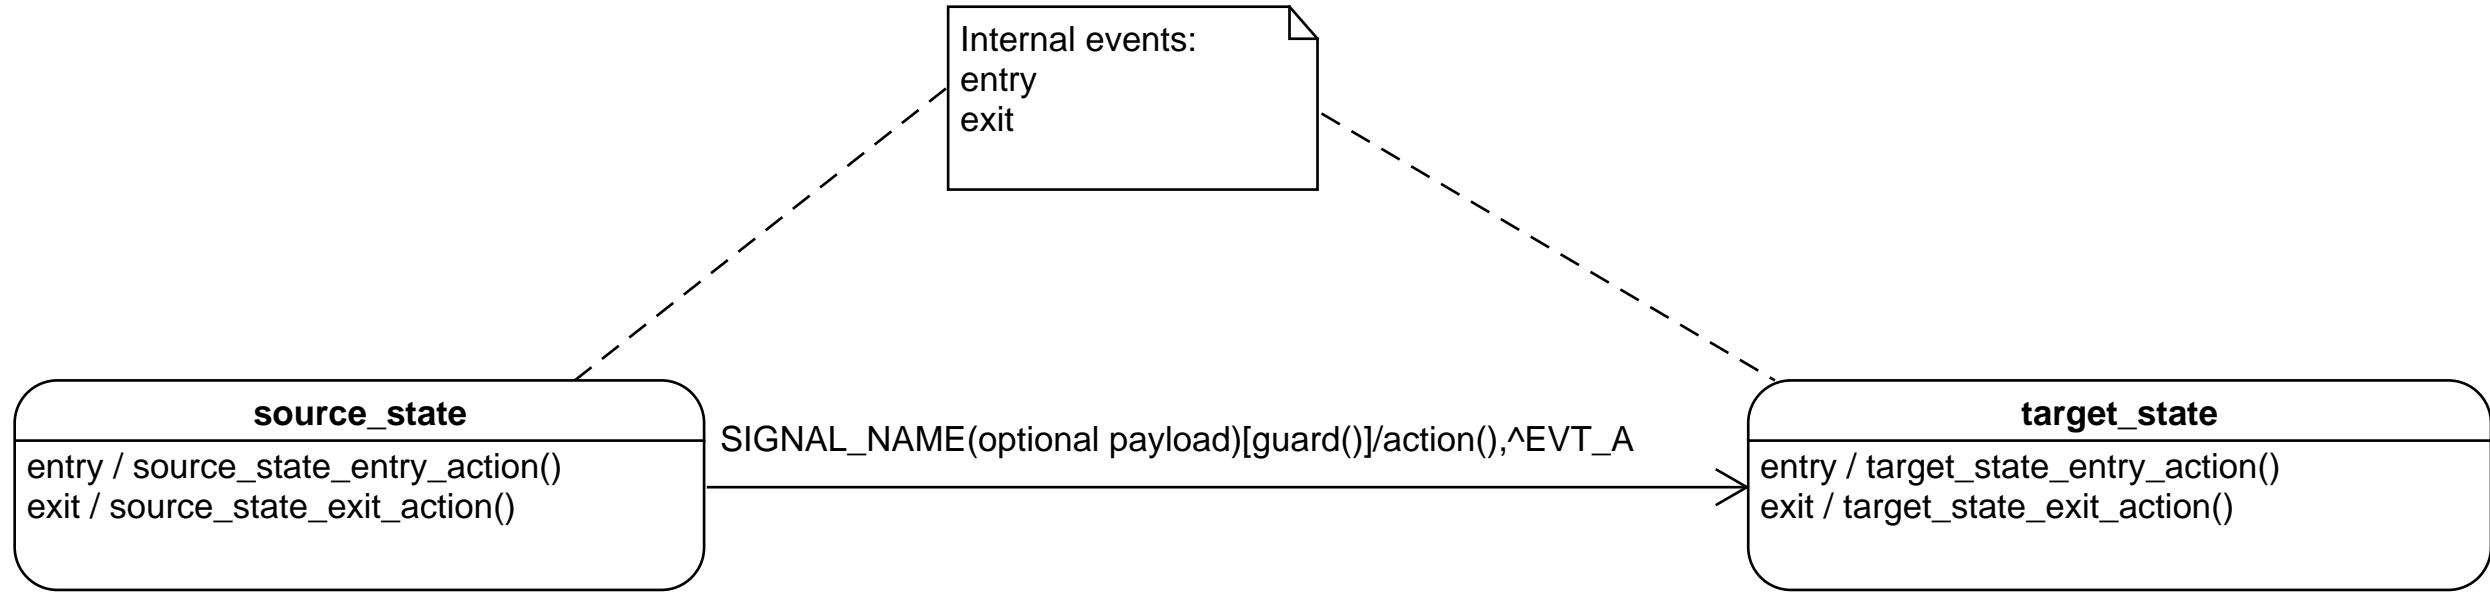 Internal events:
entry
exit
source_state
entry / source_state_entry_action()
exit / source_state_exit_action()
SIGNAL_NAME(optional payload)[guard()]/action(),^EVT_A
target_state
entry / target_state_entry_action()
exit / target_state_exit_action()